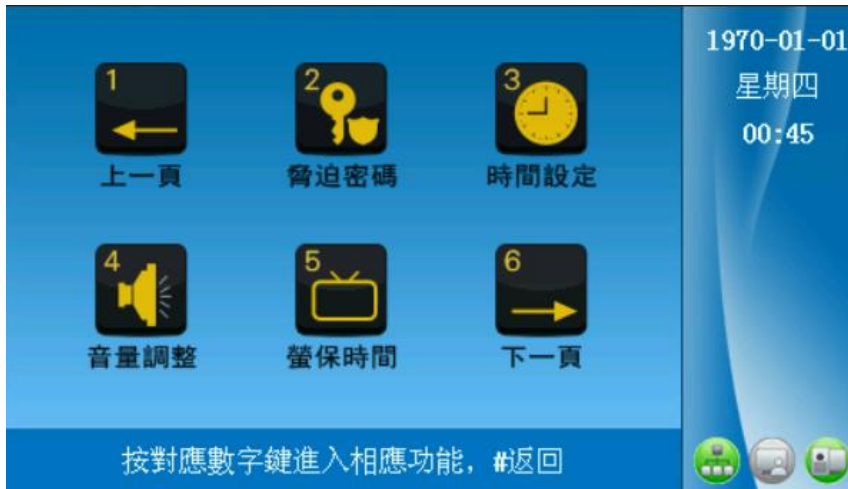 1
上一頁
2
脅迫密碼
3
時間設定
4
音量調整
5
螢保時間
6
下一頁
按對應數字鍵進入相應功能，#返回
1970-01-01
星期四
00:45